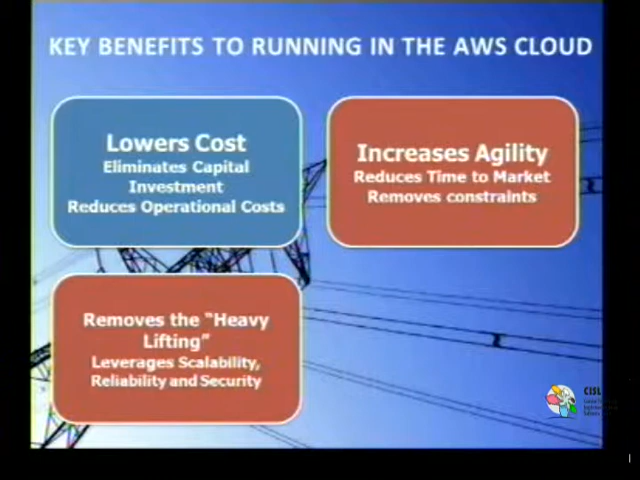 KEY BENEFITS TO RUNNING IN THE AWS CLOUD
Lowers Cost
Eliminates Capital
Investment
Reduces Operational Costs
Increases Agility
Reduces Time to Market
Removes constraints
Removes the “Heavy
Lifting”
Leverages Scalability,
Reliability and Security
CISL